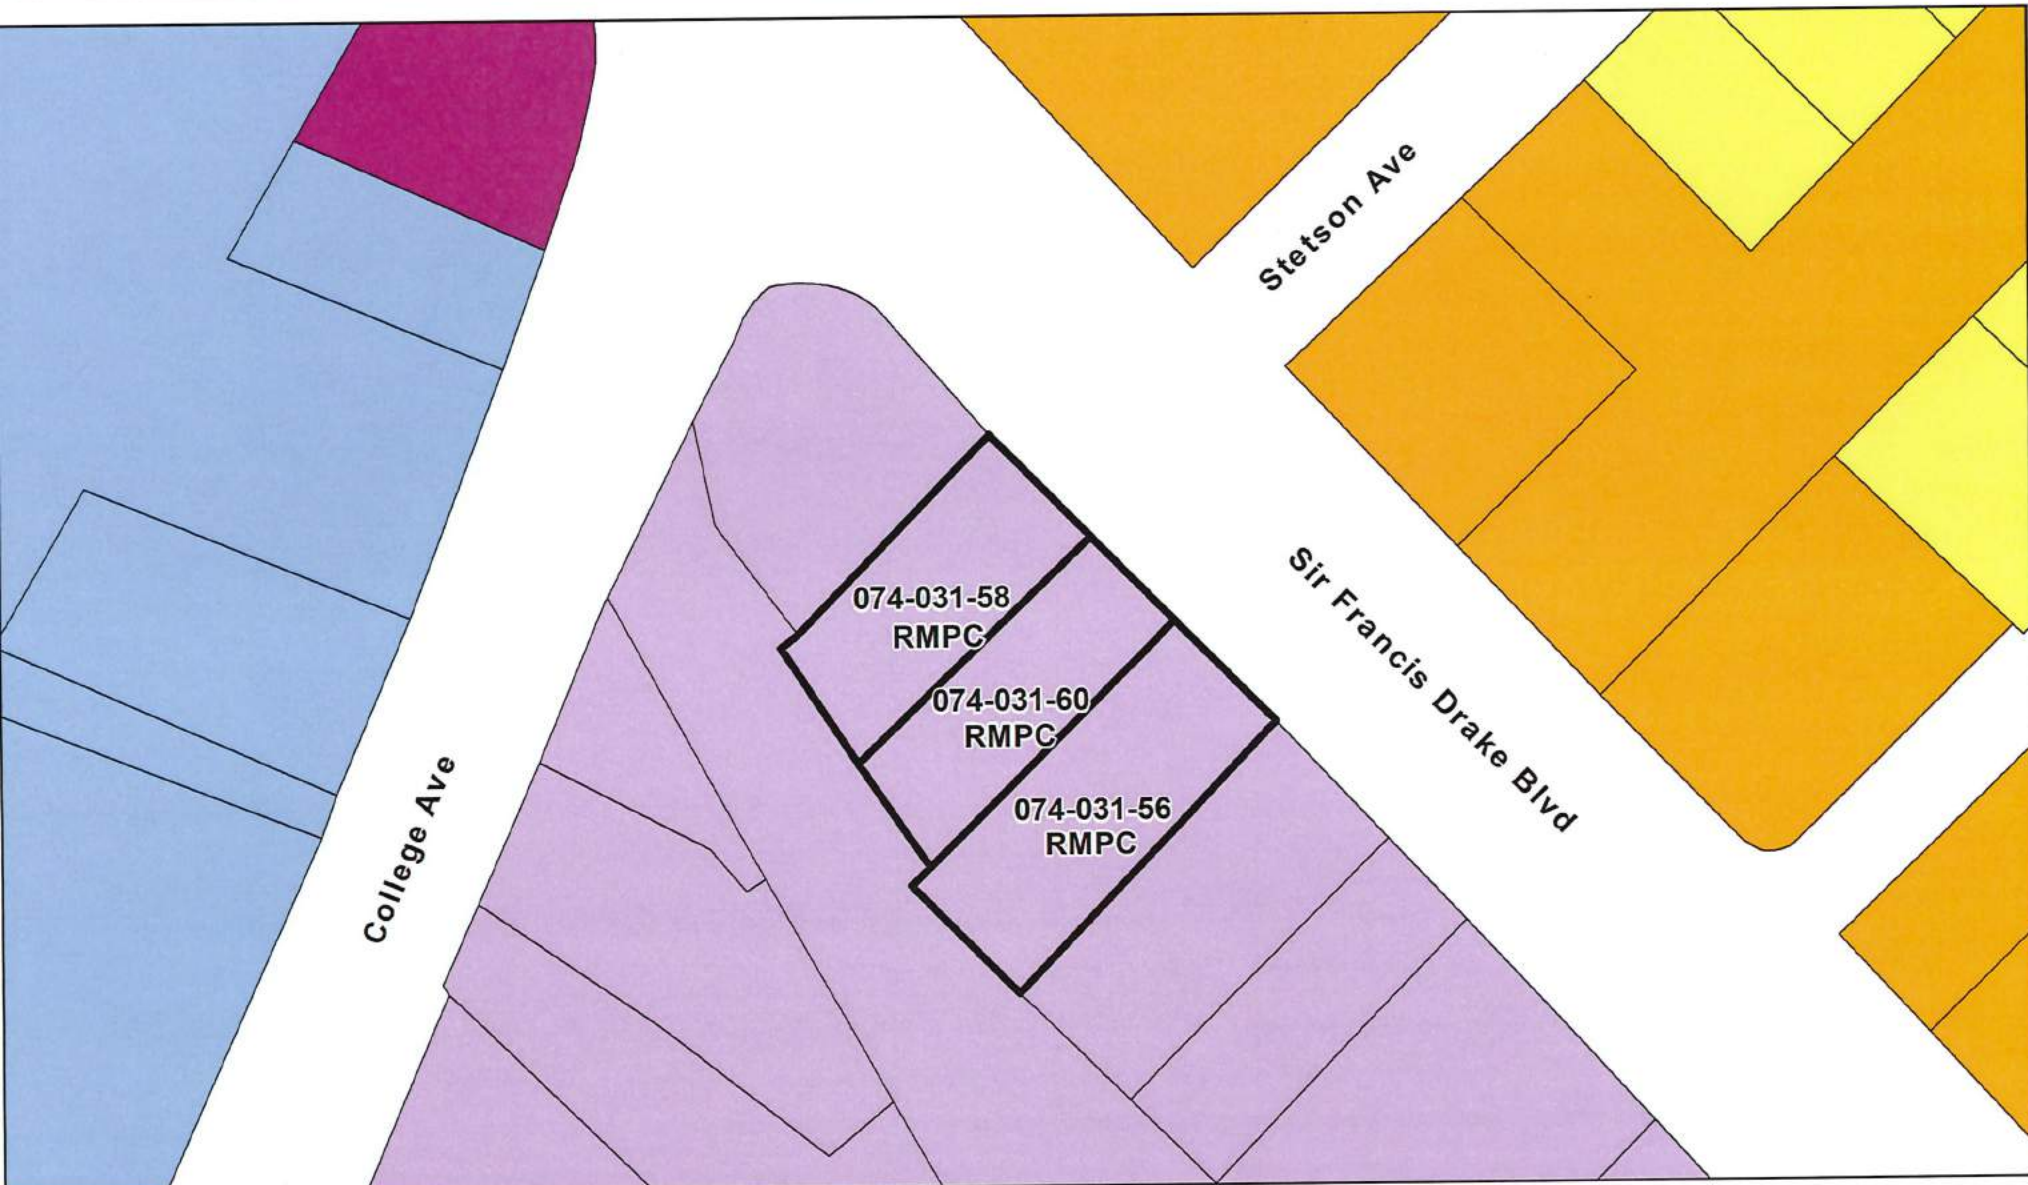 Stetson Ave
Sir Francis Drake Blvd
College Ave
074-031-58
RMPC
074-031-60
RMPC
074-031-56
RMPC